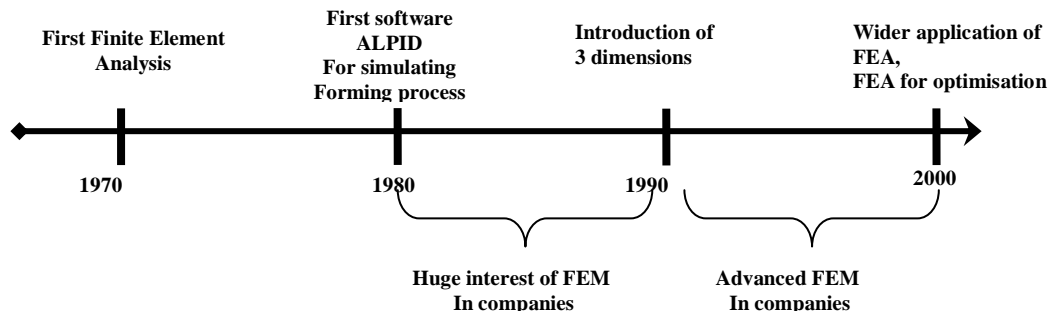 First Finite Element
Analysis
First software
ALPID
For simulating
Forming process
Introduction of
3 dimensions
Wider application of
FEA,
FEA for optimisation
1970
1980
1990
2000
Huge interest of FEM
In companies
Advanced FEM
In companies